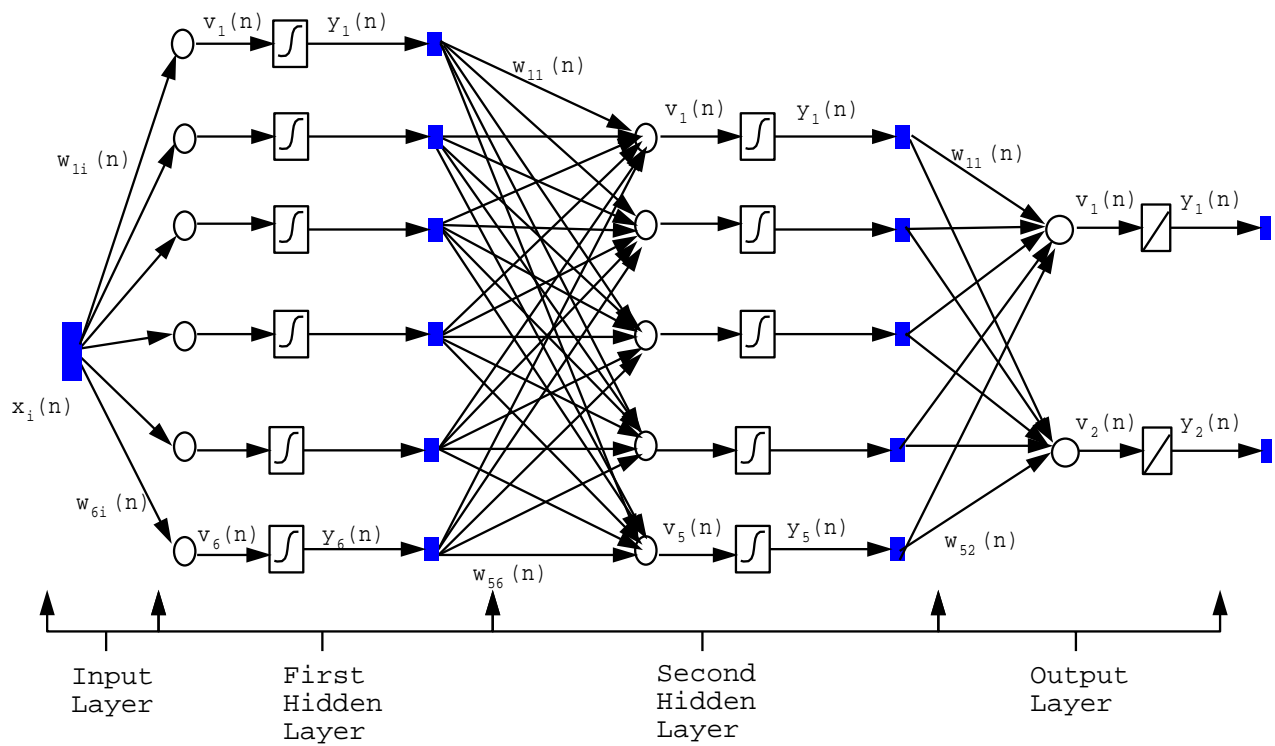 v₁(n)
y₁(n)
w₁₁(n)
v₁(n)
y₁(n)
w₁ᵢ(n)
w₁₁(n)
v₁(n)
y₁(n)
xᵢ(n)
v₂(n)
y₂(n)
w₆ᵢ(n)
v₆(n)
y₆(n)
v₅(n)
y₅(n)
w₅₂(n)
w₅₆(n)
Input
Layer
First
Hidden
Layer
Second
Hidden
Layer
Output
Layer